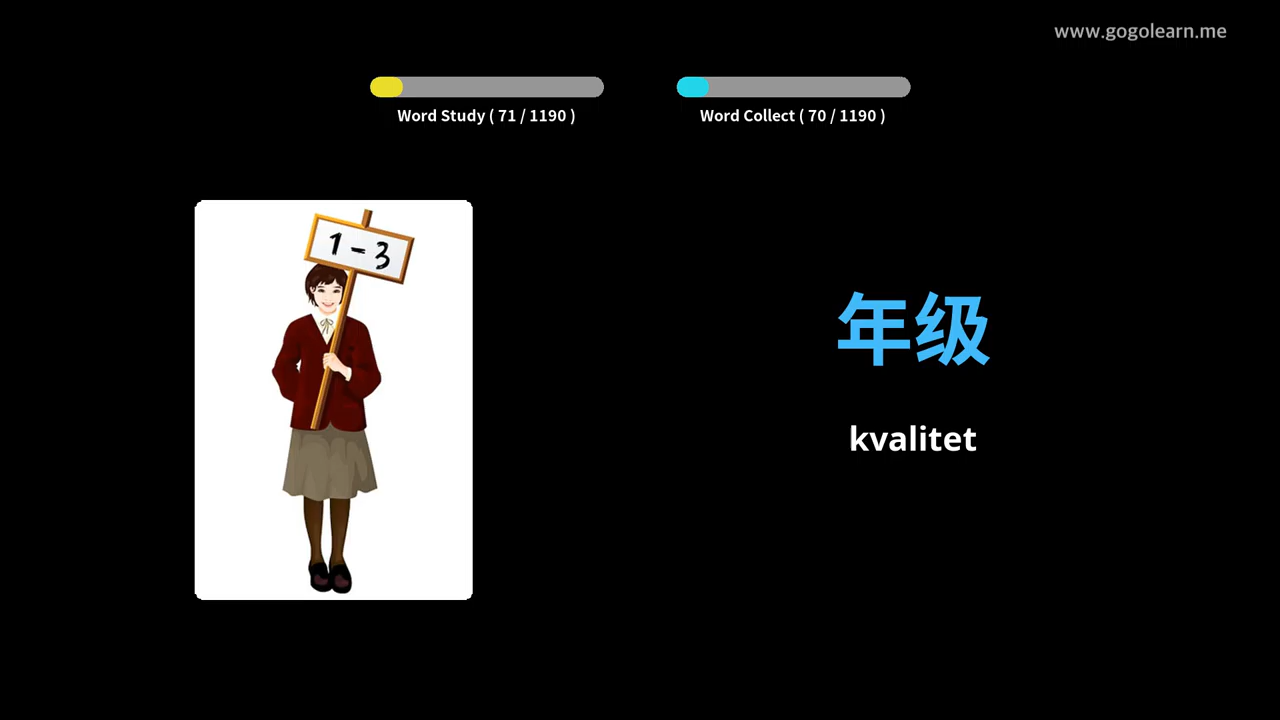 www.gogolearn.me
Word Study ( 71 / 1190 )
Word Collect ( 70 / 1190 )
1-3
年级
kvalitet